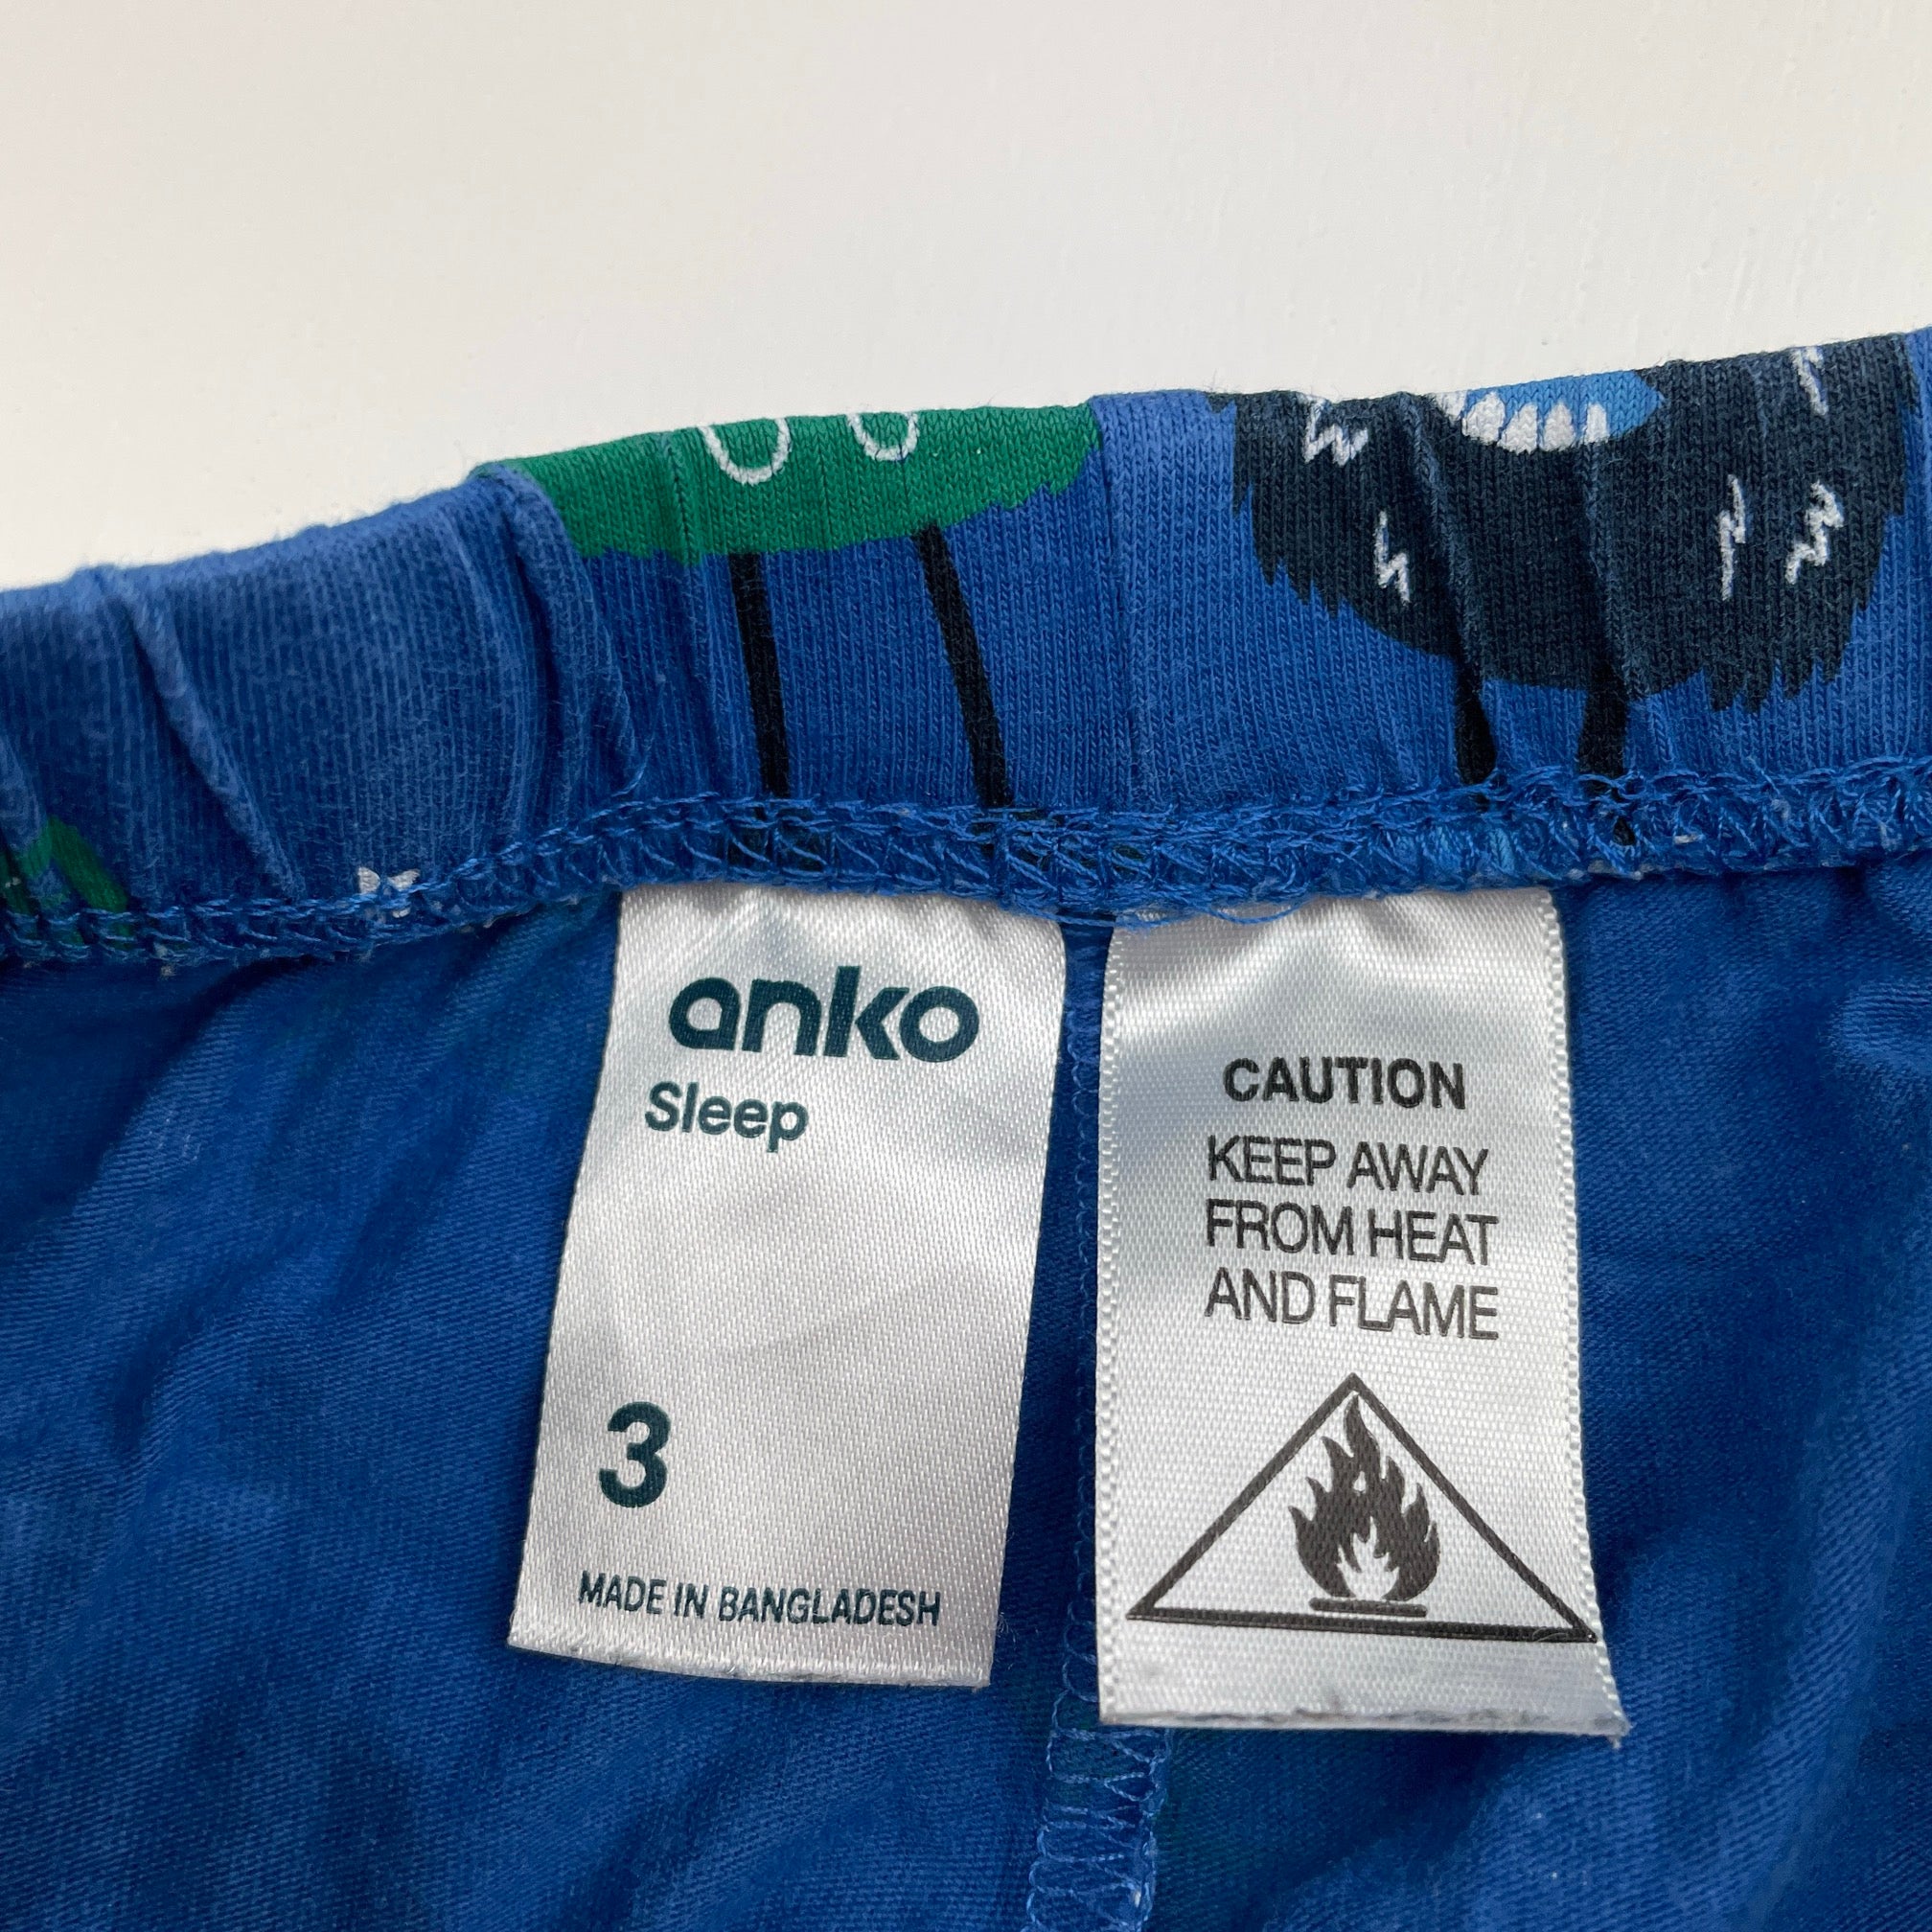 anko
Sleep
3
MADE IN BANGLADESH
CAUTION
KEEP AWAY
FROM HEAT
AND FLAME